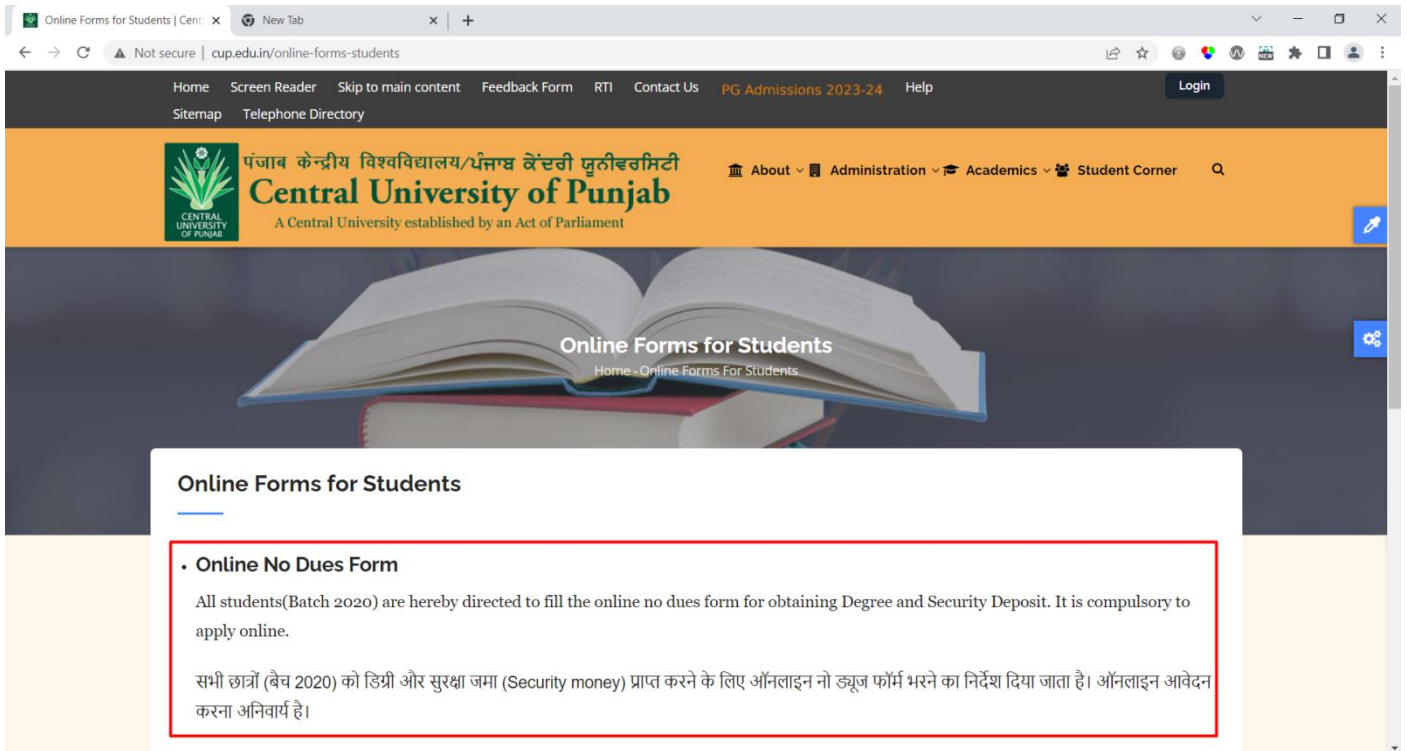 Online Forms for Students | Cent
New Tab
Not secure | cup.edu.in/online-forms-students
NEW
Home Screen Reader Skip to main content Feedback Form RTI Contact Us PG Admissions 2023-24 Help Login
Sitemap Telephone Directory
पंजाब केन्द्रीय विश्वविद्यालय/ਪੰਜਾਬ ਕੇਂਦਰੀ ਯੂਨੀਵਰਸਿਟੀ
Central University of Punjab
A Central University established by an Act of Parliament
CENTRAL
UNIVERSITY
OF PUNJAB
About Administration Academics Student Corner
Online Forms for Students
Home - Online Forms For Students
Online Forms for Students
• Online No Dues Form
All students(Batch 2020) are hereby directed to fill the online no dues form for obtaining Degree and Security Deposit. It is compulsory to
apply online.
सभी छात्रों (बैच 2020) को डिग्री और सुरक्षा जमा (Security money) प्राप्त करने के लिए ऑनलाइन नो ड्यूज फॉर्म भरने का निर्देश दिया जाता है। ऑनलाइन आवेदन
करना अनिवार्य है।